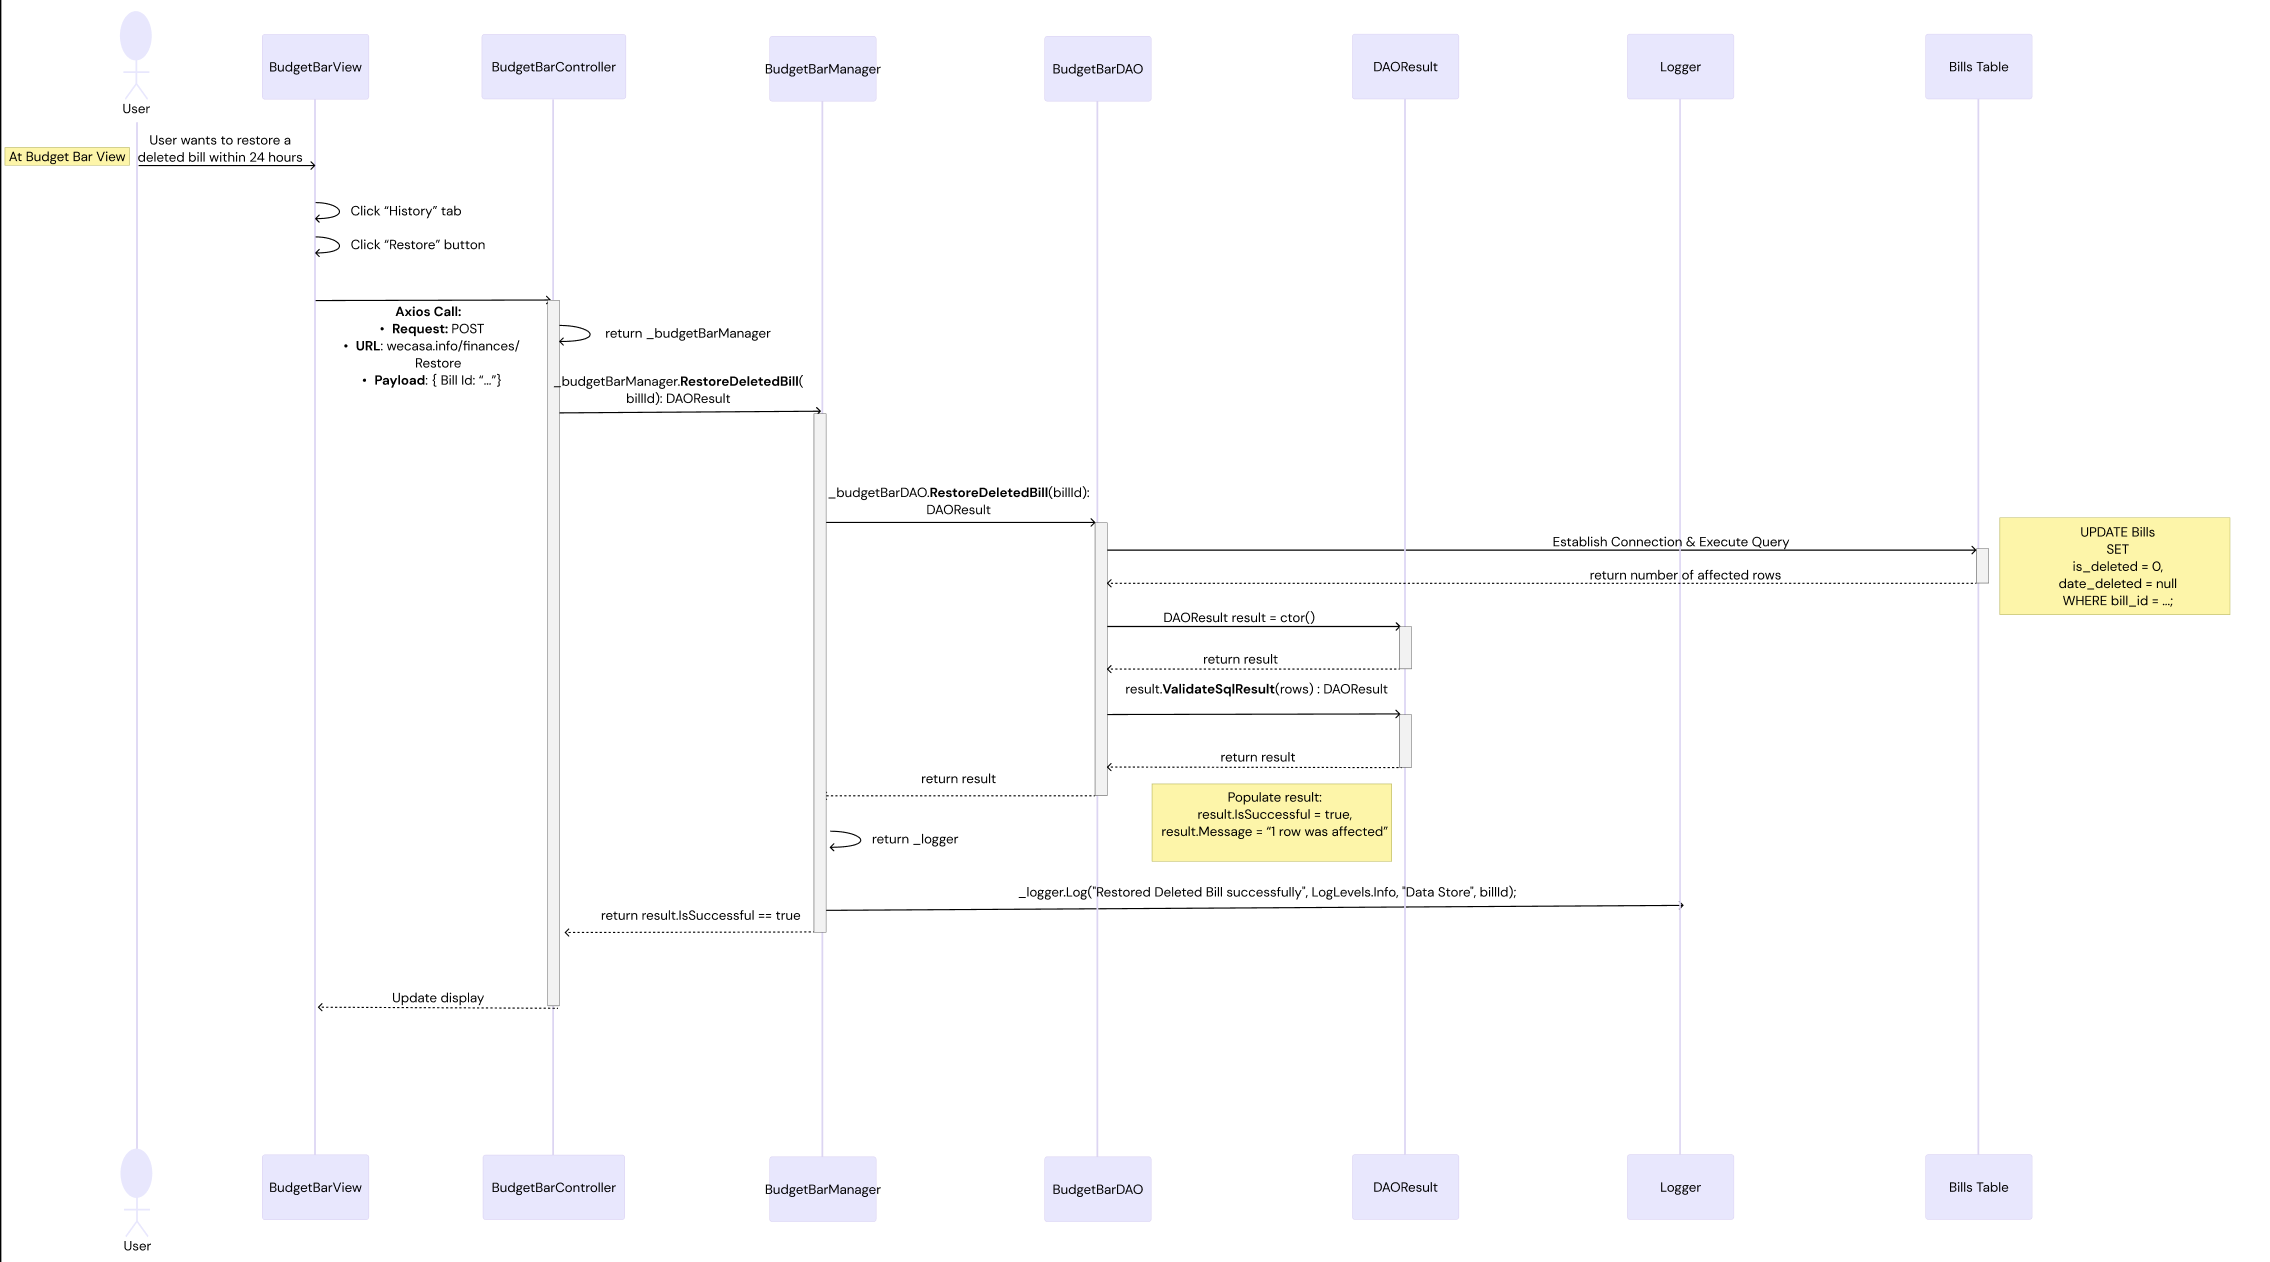 User
BudgetBarView
BudgetBarController
BudgetBarManager
BudgetBarDAO
DAOResult
Logger
Bills Table
At Budget Bar View
User wants to restore a
deleted bill within 24 hours
Click “History” tab
Click “Restore” button
Axios Call:
• Request: POST
• URL: wecasa.info/finances/
Restore
• Payload: { Bill Id: “...”}
return _budgetBarManager
_budgetBarManager.RestoreDeletedBill(
billId): DAOResult
_budgetBarDAO.RestoreDeletedBill(billId):
DAOResult
Establish Connection & Execute Query
return number of affected rows
UPDATE Bills
SET
is_deleted = 0,
date_deleted = null
WHERE bill_id = ...;
DAOResult result = ctor()
return result
result.ValidateSqlResult(rows) : DAOResult
return result
return result
Populate result:
result.IsSuccessful = true,
result.Message = “1 row was affected”
return _logger
_logger.Log("Restored Deleted Bill successfully", LogLevels.Info, "Data Store", billId);
return result.IsSuccessful == true
Update display
BudgetBarView
BudgetBarController
BudgetBarManager
BudgetBarDAO
DAOResult
Logger
Bills Table
User